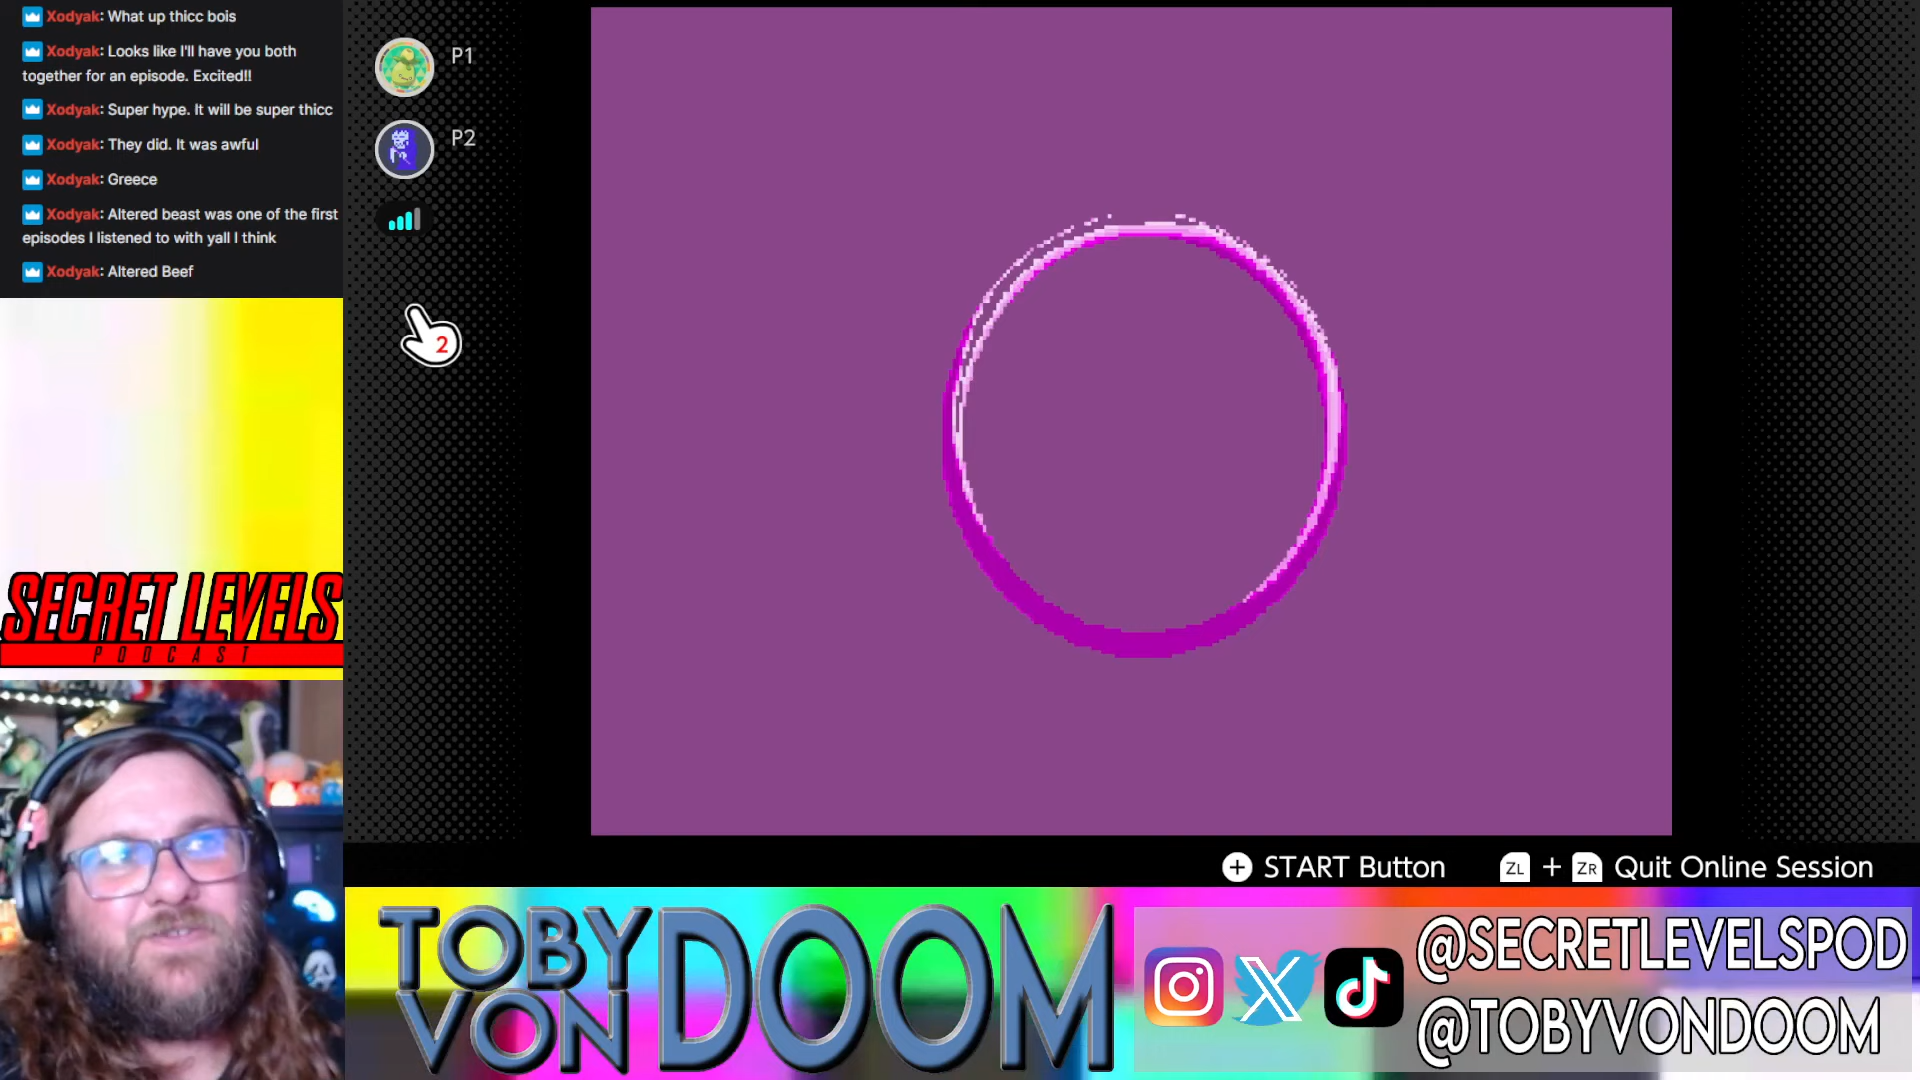 Xodyak: What up thicc bois
Xodyak: Looks like I'll have you both
together for an episode. Excited!!
Xodyak: Super hype. It will be super thicc
Xodyak: They did. It was awful
Xodyak: Greece
Xodyak: Altered beast was one of the first
episodes I listened to with yall I think
Xodyak: Altered Beef
P1
P2
2
SECRET LEVELS
PODCAST
+ START Button ZL + ZR Quit Online Session
TOBY
VON DOOM
@SECRETLEVELSPOD
@TOBYVONDOOM